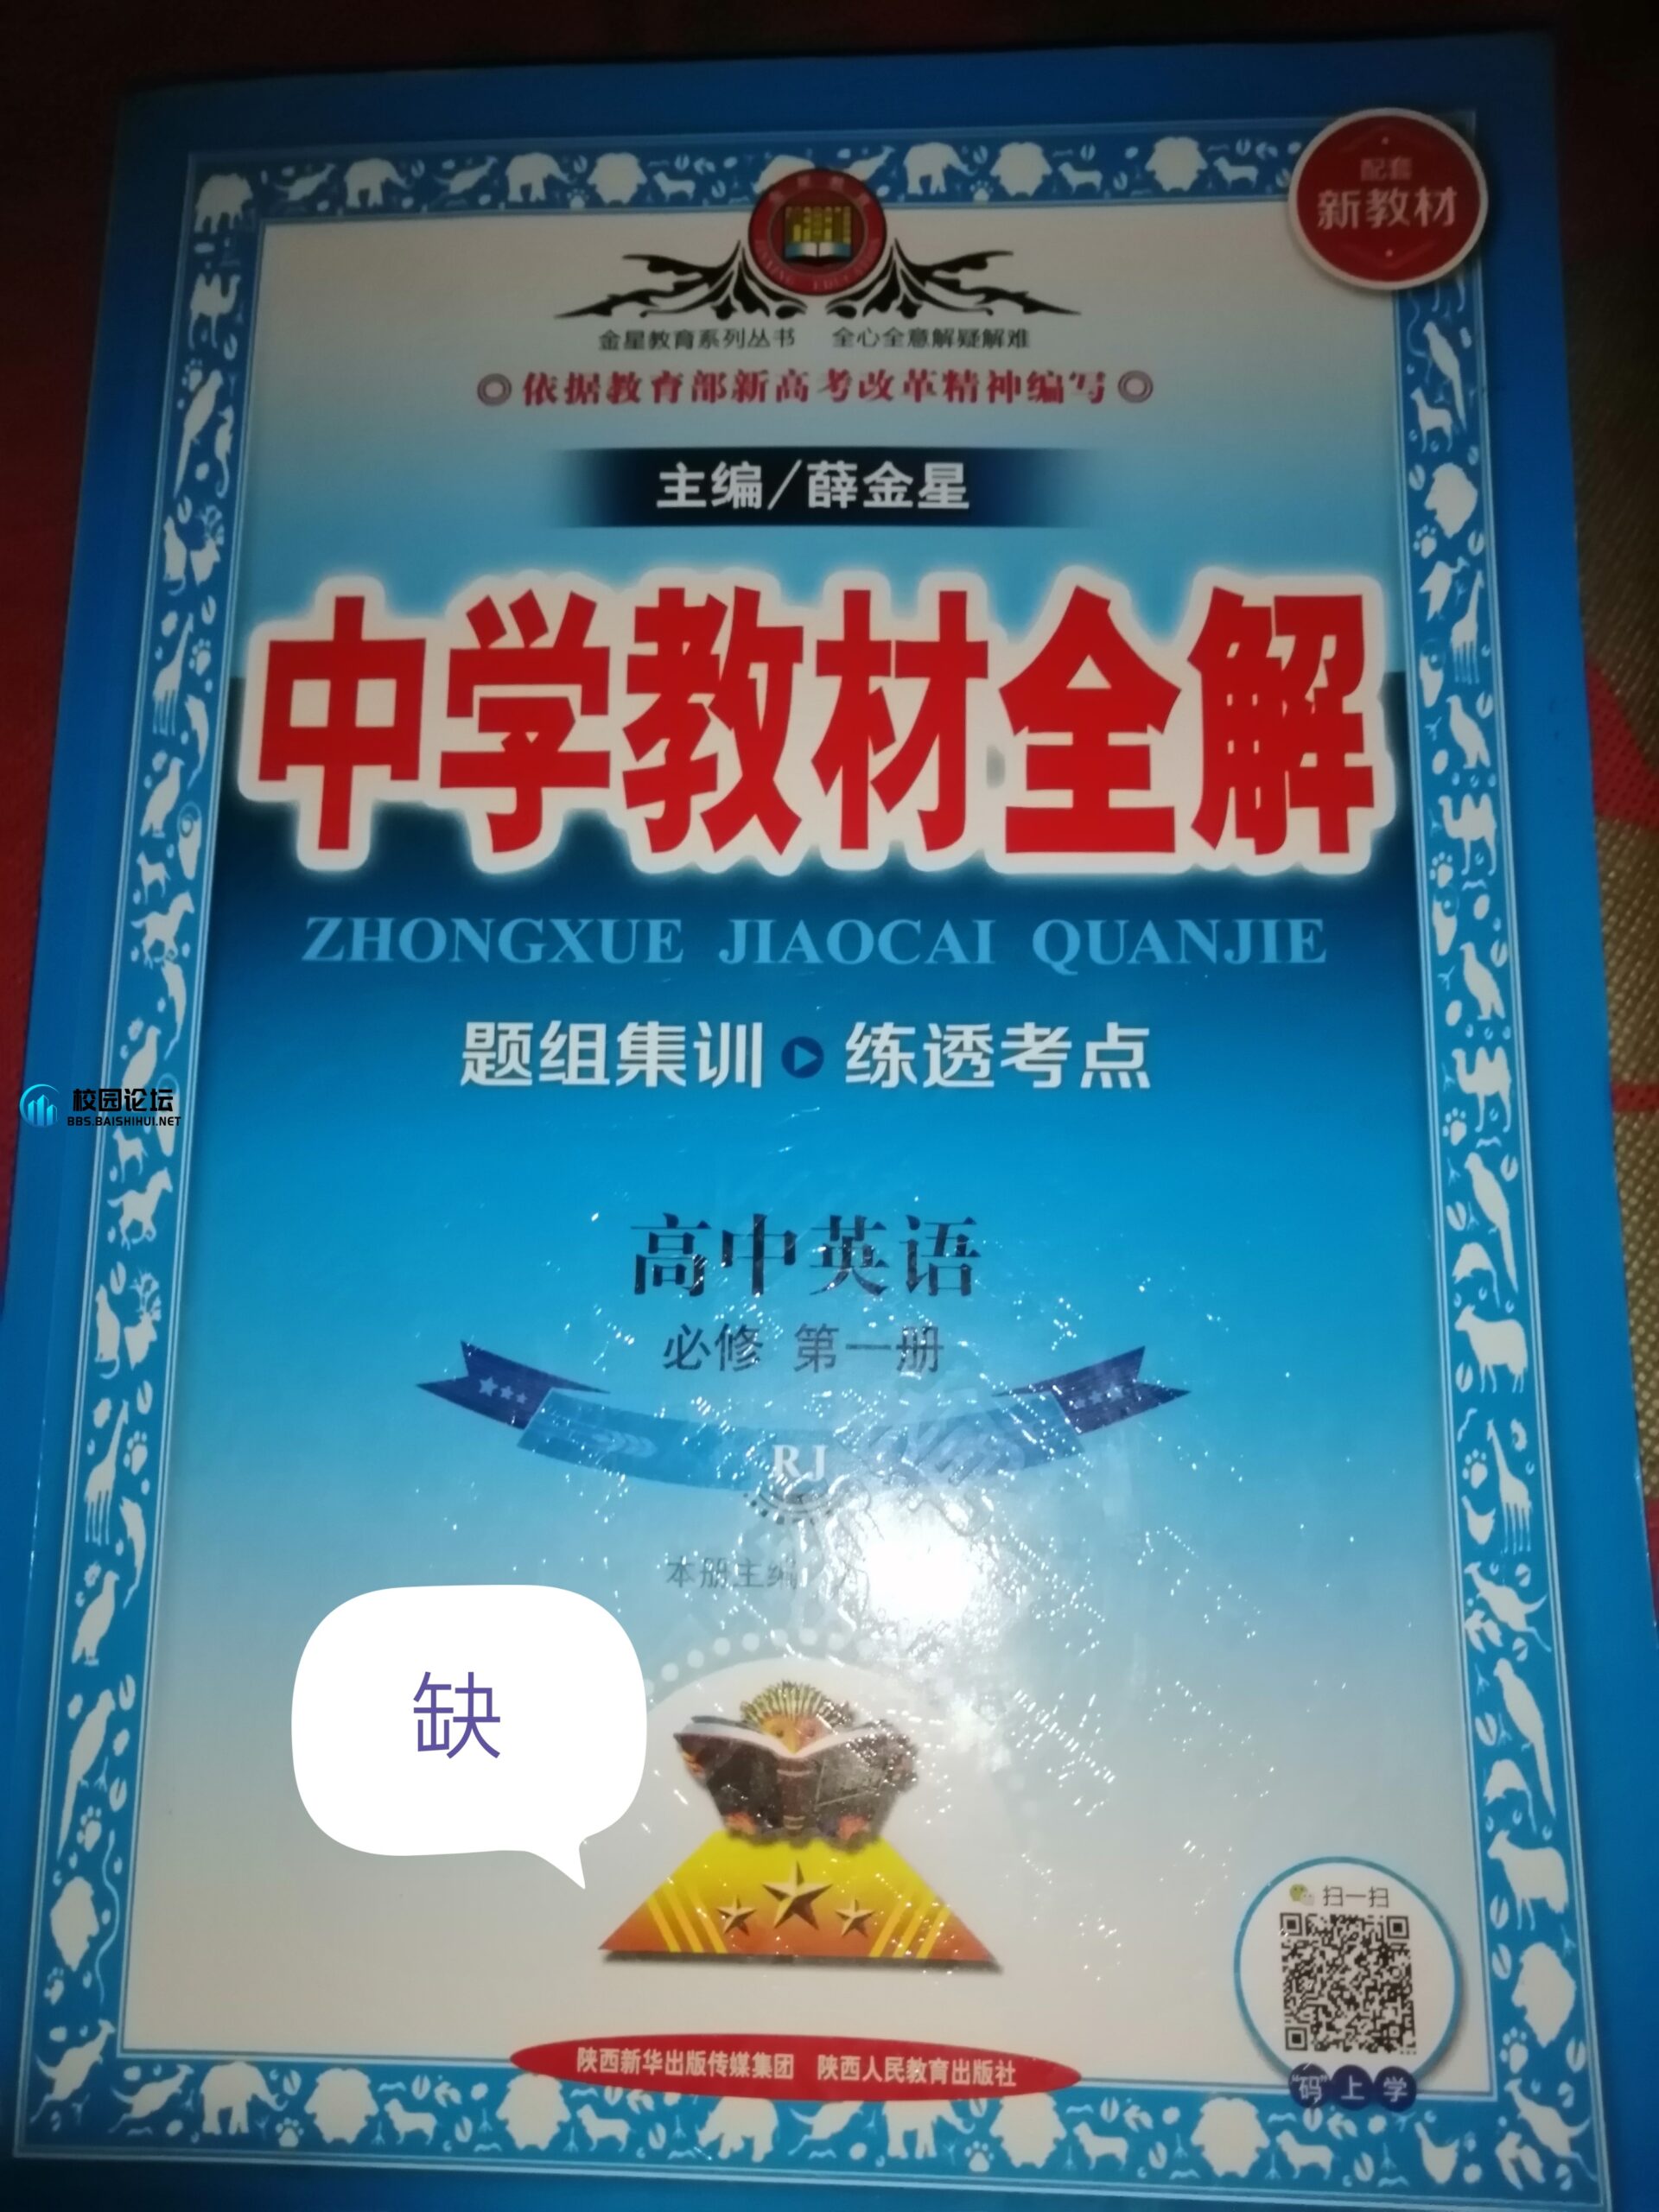 配套
新教材
金星教育系列丛书 全心全意解疑解难
依据教育部新高考改革精神编写
主编/薛金星
中学教材全解
ZHONGXUE JIAOCAI QUANJIE
题组集训 练透考点
校园论坛
BBS.BAISHIHUI.NET
高中英语
必修 第一册
RJ
本册主编
缺
扫一扫
"码"上学
陕西新华出版传媒集团 陕西人民教育出版社